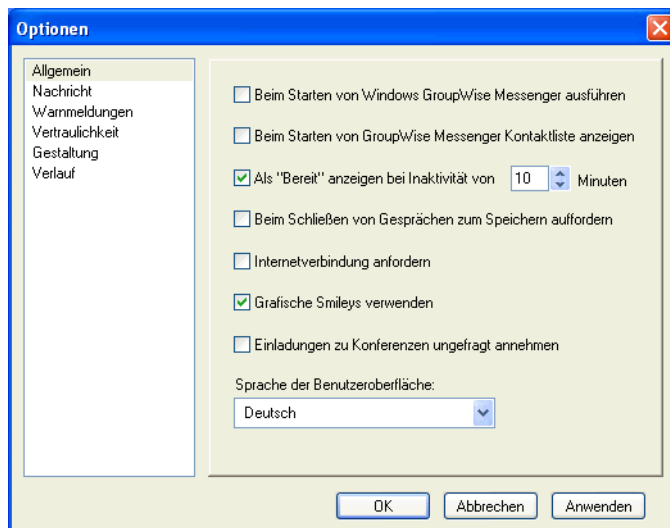 Optionen
Allgemein
Nachricht
Warnmeldungen
Vertraulichkeit
Gestaltung
Verlauf
Beim Starten von Windows GroupWise Messenger ausführen
Beim Starten von GroupWise Messenger Kontaktliste anzeigen
Als "Bereit" anzeigen bei Inaktivität von 10 Minuten
Beim Schließen von Gesprächen zum Speichern auffordern
Internetverbindung anfordern
Grafische Smileys verwenden
Einladungen zu Konferenzen ungefragt annehmen
Sprache der Benutzeroberfläche:
Deutsch
OK Abbrechen Anwenden